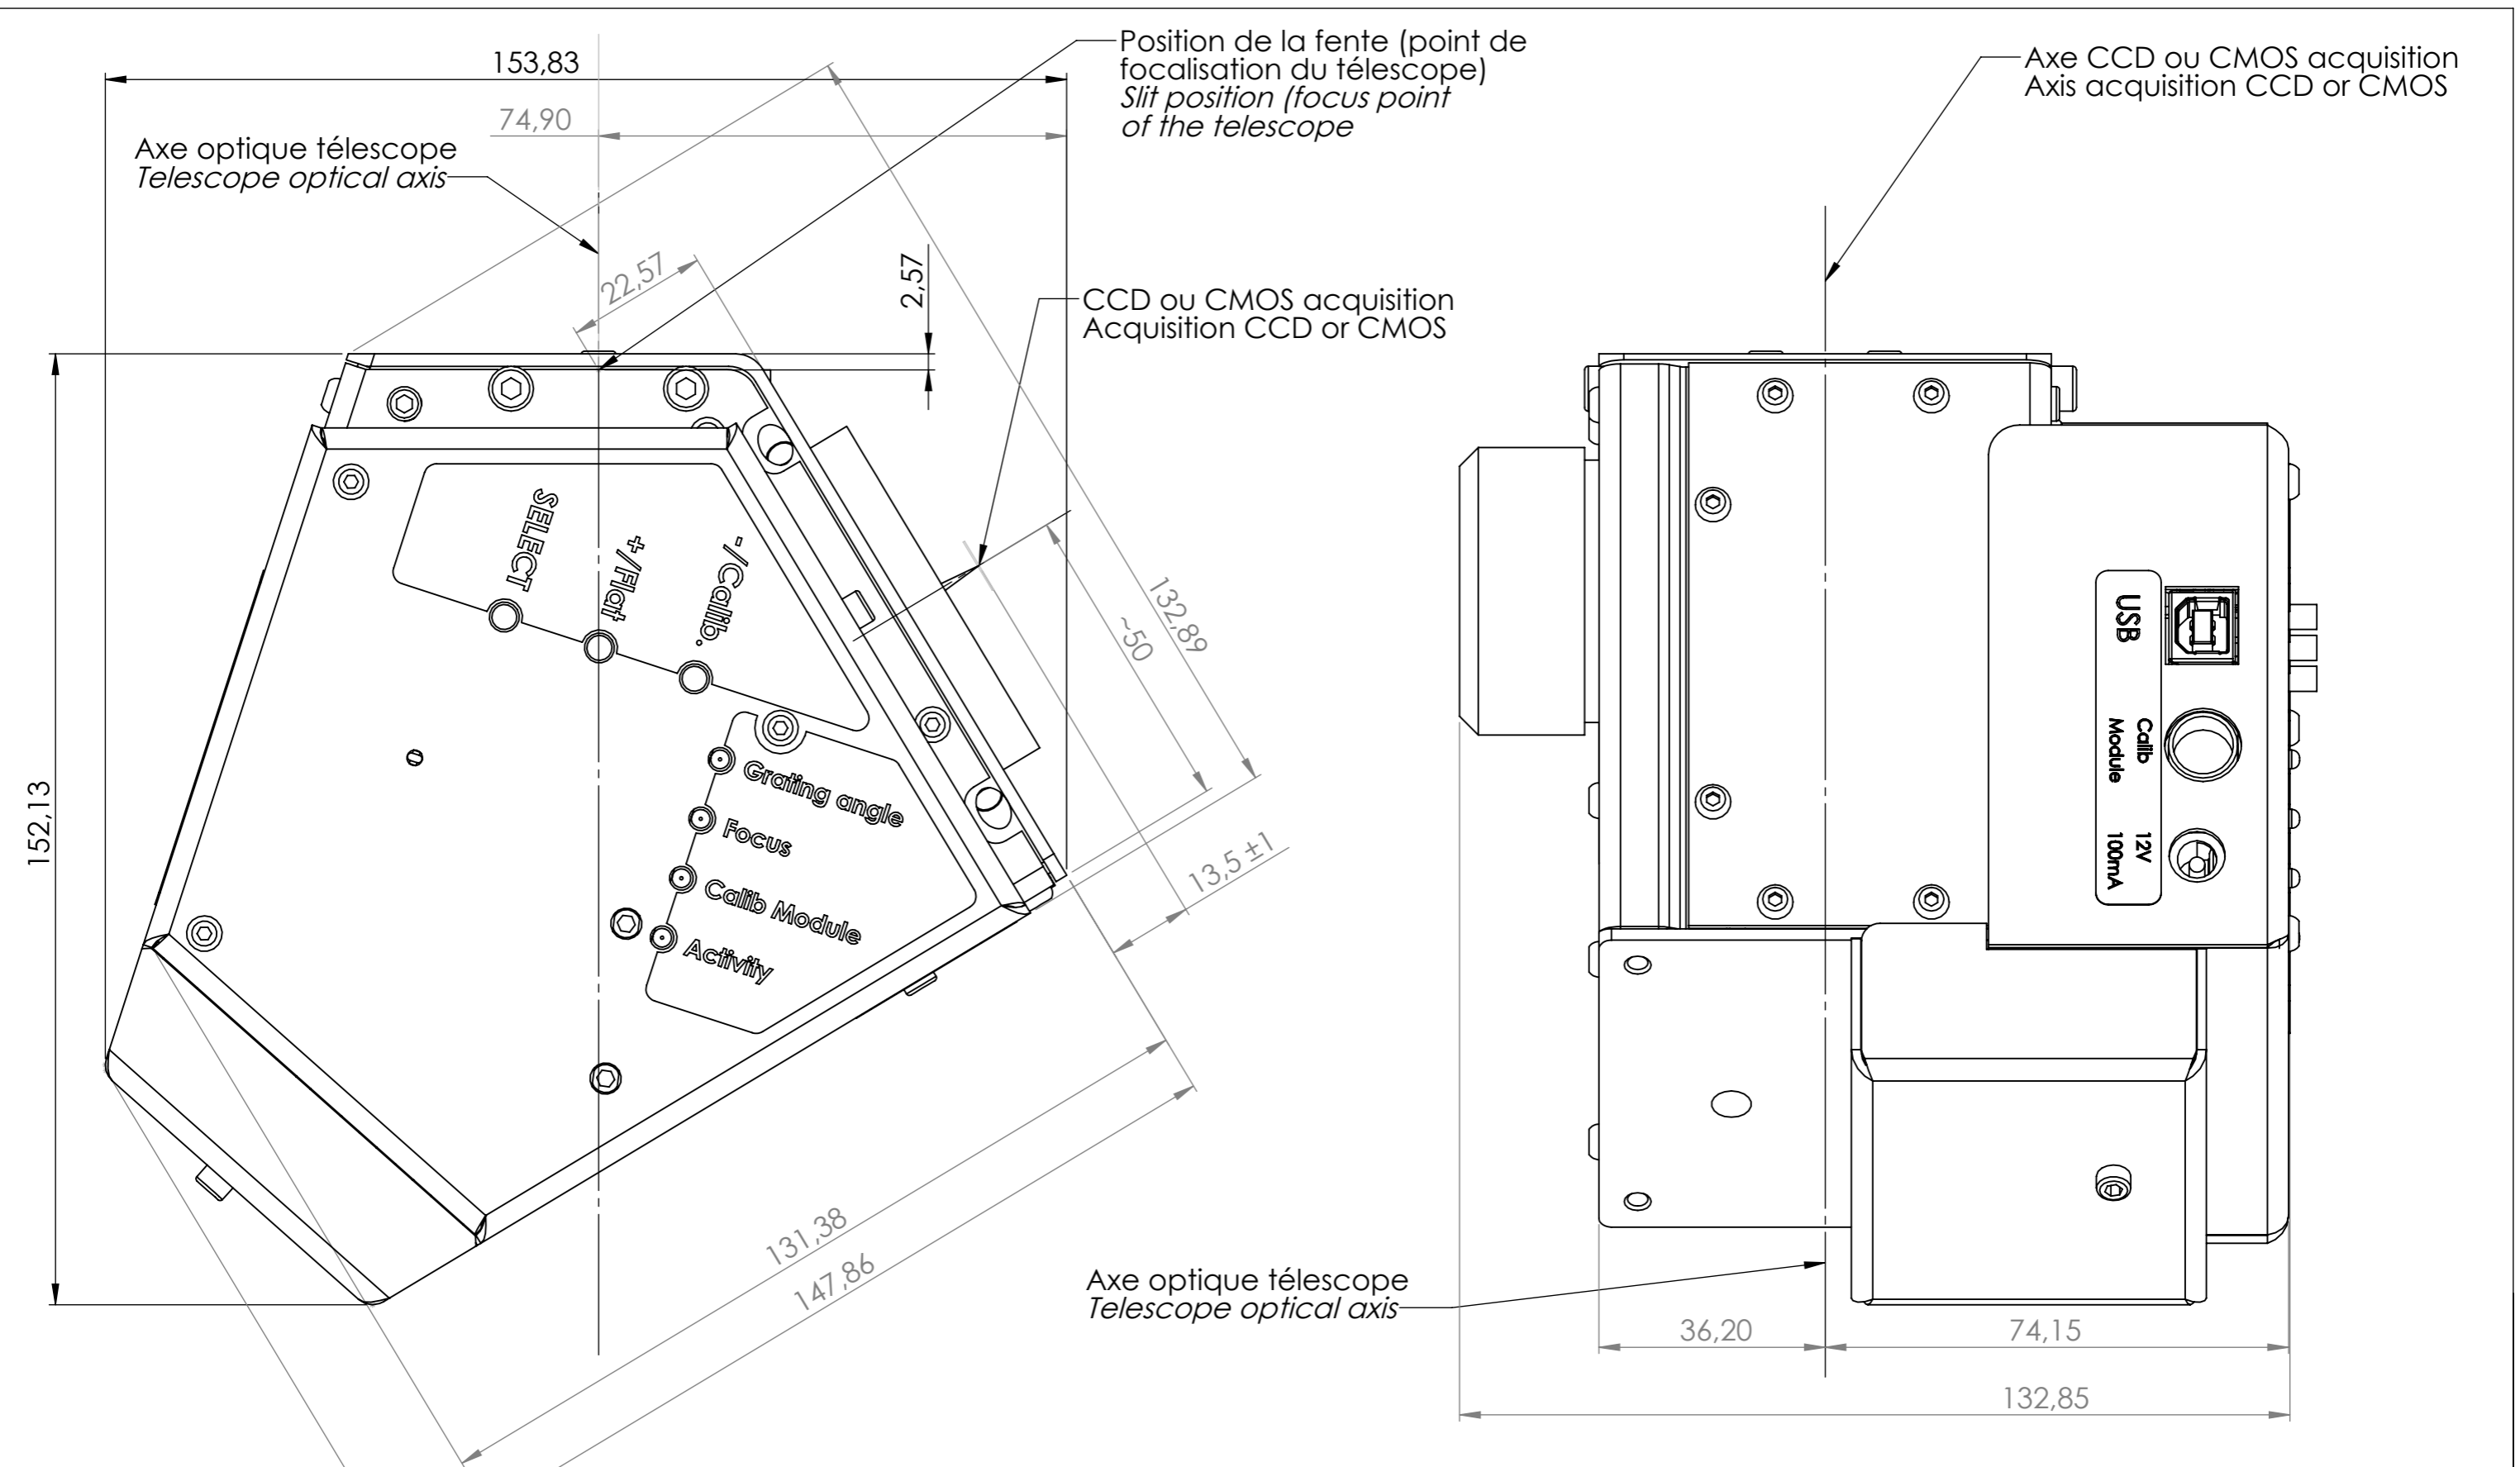 153,83
74,90
Axe optique télescope
Telescope optical axis
Position de la fente (point de
focalisation du télescope)
Slit position (focus point
of the telescope
22,57
2,57
CCD ou CMOS acquisition
Acquisition CCD or CMOS
SELECT
+/Flat
-/Calib.
Grating angle
Focus
Calib Module
Activity
152,13
132,89
~50
13,5 ±1
131,38
147,86
Axe CCD ou CMOS acquisition
Axis acquisition CCD or CMOS
USB
Calib
Module
12V
100mA
Axe optique télescope
Telescope optical axis
36,20
74,15
132,85